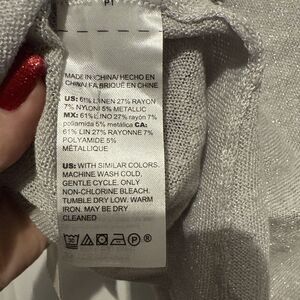 P1
MADE IN CHINA/ HECHO EN
CHINA/ FABRIQUÉ EN CHINE
US: 61% LINEN 27% RAYON
7% NYLON 5% METALLIC
MX: 61% LINO 27% rayón 7%
poliamida 5% metálica CA:
61% LIN 27% RAYONNE 7%
POLYAMIDE 5%
MÉTALLIQUE
US: WITH SIMILAR COLORS.
MACHINE WASH COLD,
GENTLE CYCLE. ONLY
NON-CHLORINE BLEACH.
TUMBLE DRY LOW. WARM
IRON. MAY BE DRY
CLEANED